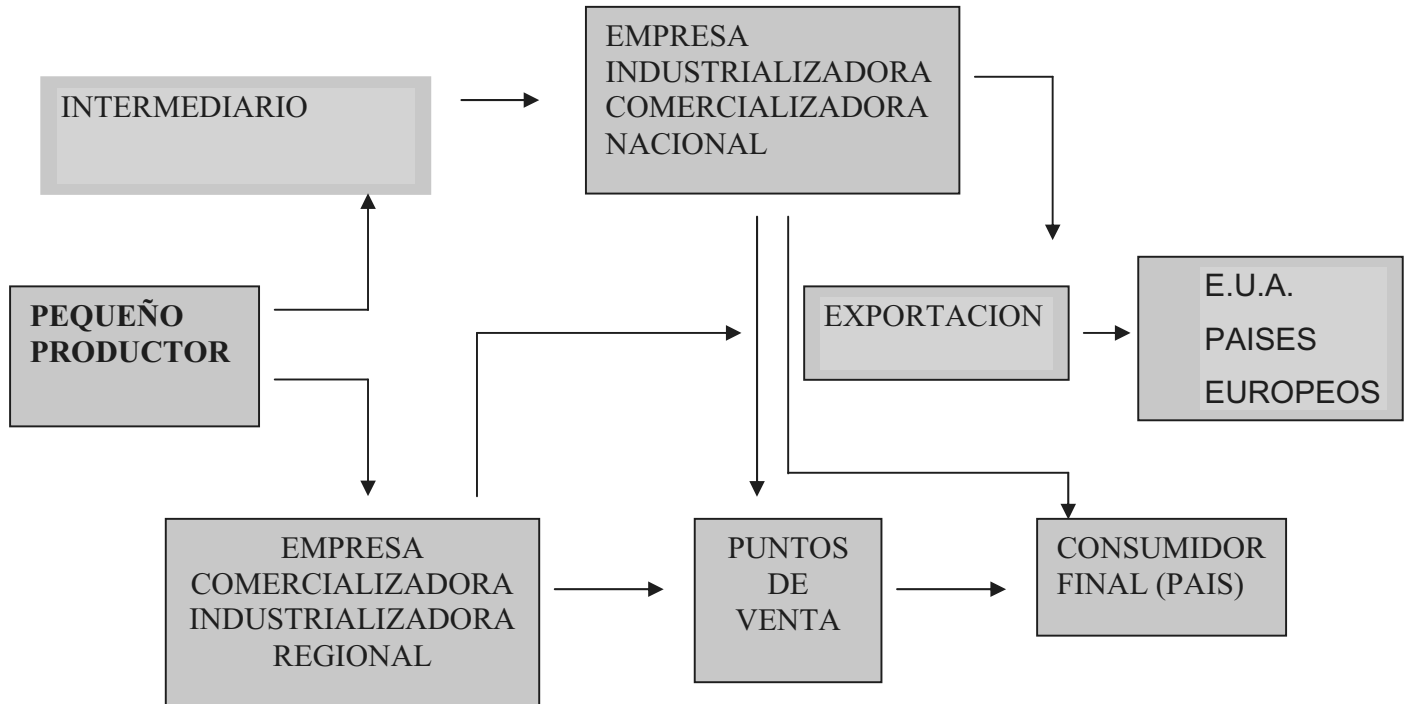 EMPRESA
INDUSTRIALIZADORA
COMERCIALIZADORA
NACIONAL
INTERMEDIARIO
PEQUEÑO
PRODUCTOR
EXPORTACION
E.U.A.
PAISES
EUROPEOS
EMPRESA
COMERCIALIZADORA
INDUSTRIALIZADORA
REGIONAL
PUNTOS
DE
VENTA
CONSUMIDOR
FINAL (PAIS)